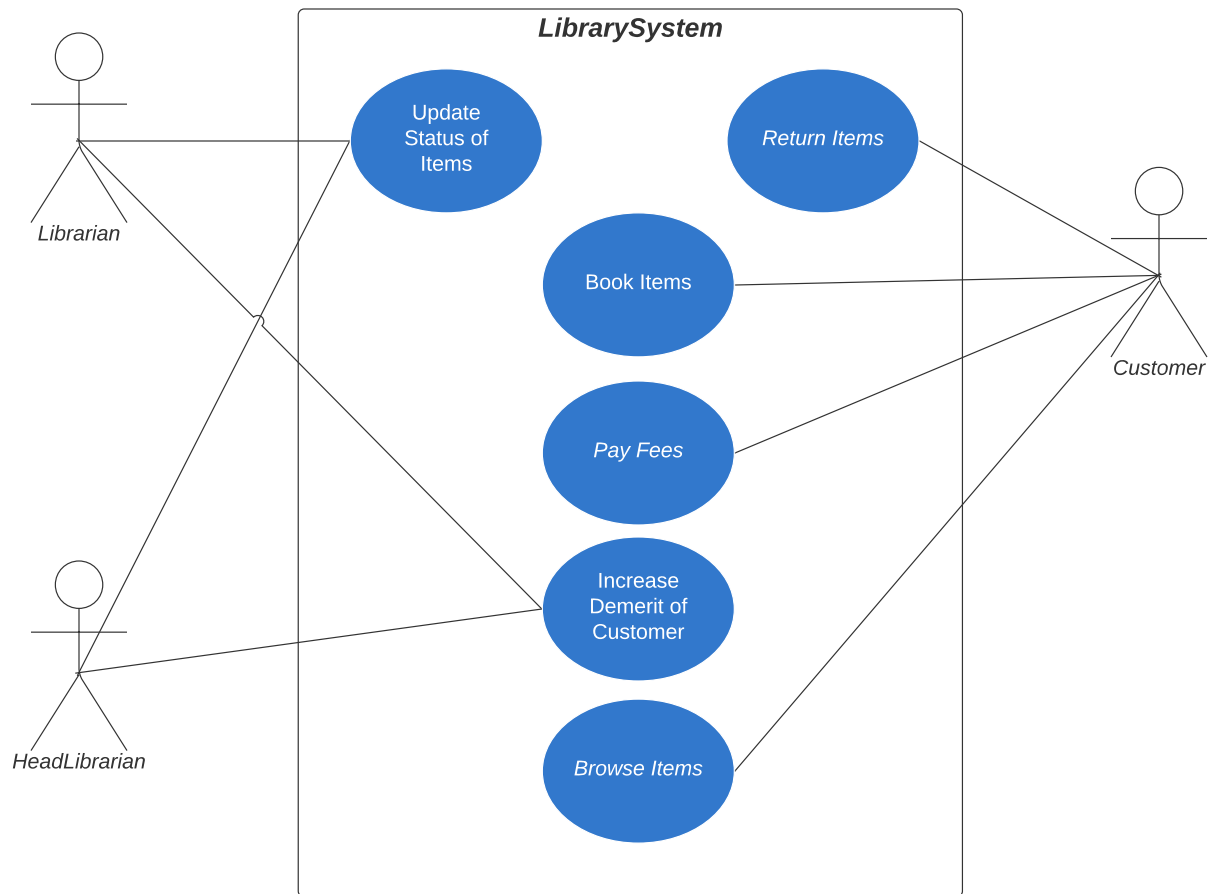 LibrarySystem
Update
Status of
Items
Return Items
Librarian
Book Items
Customer
Pay Fees
Increase
Demerit of
Customer
HeadLibrarian
Browse Items